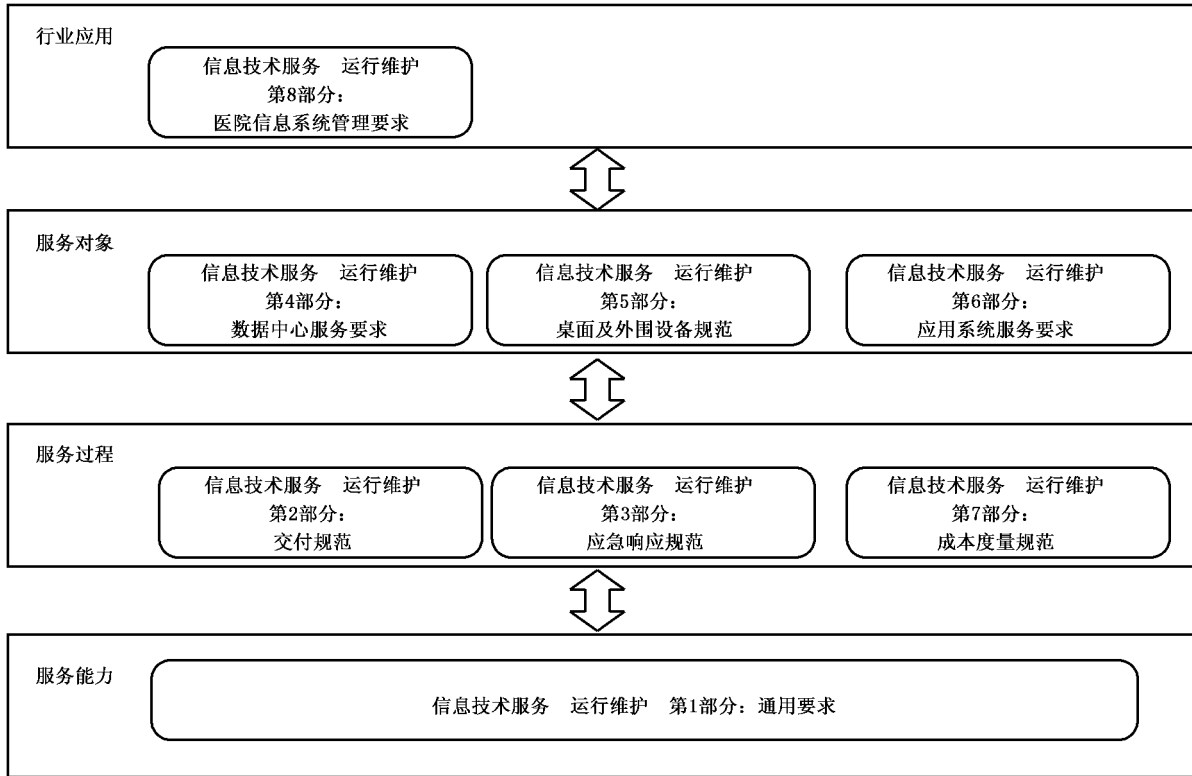 行业应用
信息技术服务　运行维护
第8部分：
医院信息系统管理要求
服务对象
信息技术服务　运行维护
第4部分：
数据中心服务要求
信息技术服务　运行维护
第5部分：
桌面及外围设备规范
信息技术服务　运行维护
第6部分：
应用系统服务要求
服务过程
信息技术服务　运行维护
第2部分：
交付规范
信息技术服务　运行维护
第3部分：
应急响应规范
信息技术服务　运行维护
第7部分：
成本度量规范
服务能力
信息技术服务　运行维护　第1部分：通用要求